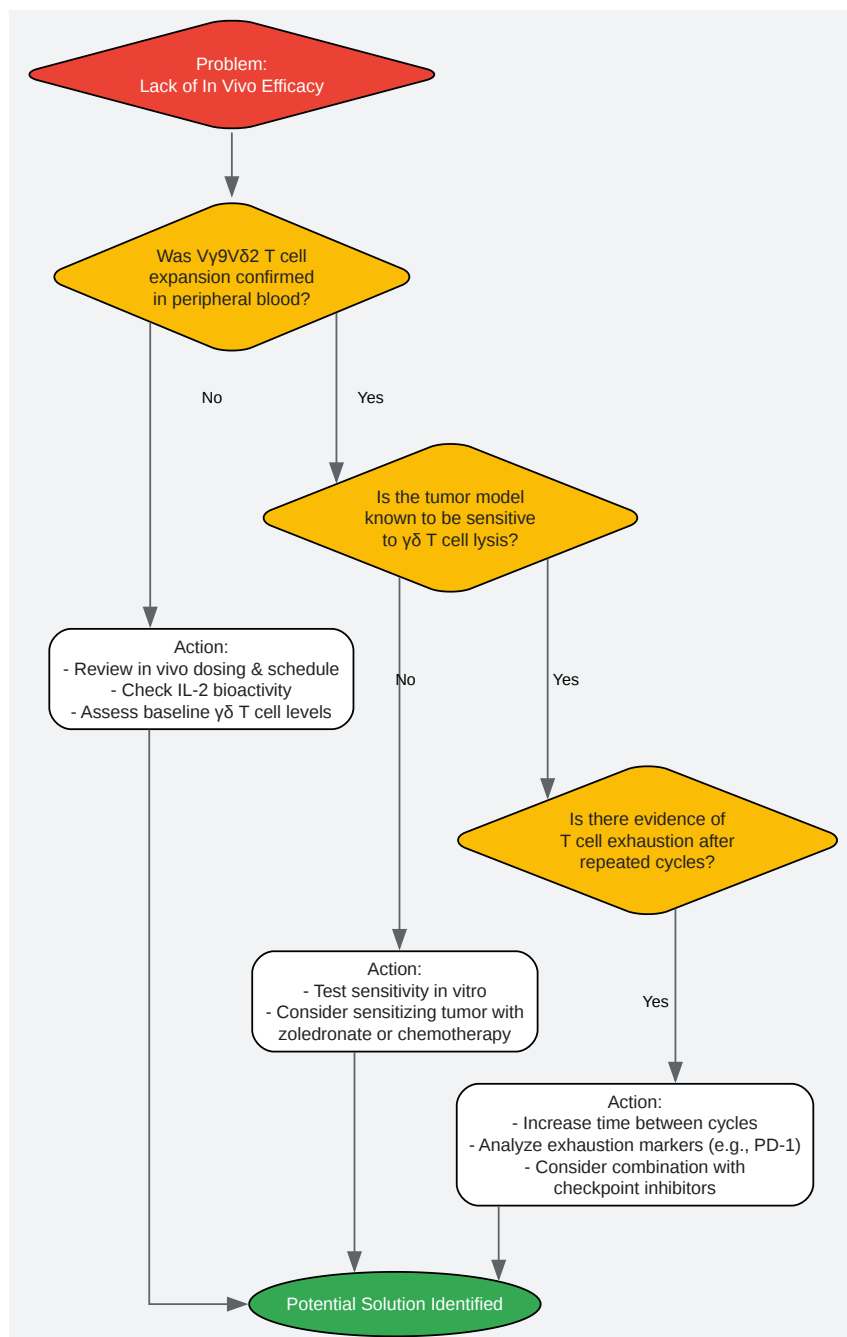 Problem:
Lack of In Vivo Efficacy
Was Vγ9Vδ2 T cell
expansion confirmed
in peripheral blood?
No
Yes
Is the tumor model
known to be sensitive
to γδ T cell lysis?
Action:
- Review in vivo dosing & schedule
- Check IL-2 bioactivity
- Assess baseline γδ T cell levels
No
Yes
Is there evidence of
T cell exhaustion after
repeated cycles?
Action:
- Test sensitivity in vitro
- Consider sensitizing tumor with
zoledronate or chemotherapy
Yes
Action:
- Increase time between cycles
- Analyze exhaustion markers (e.g., PD-1)
- Consider combination with
checkpoint inhibitors
Potential Solution Identified